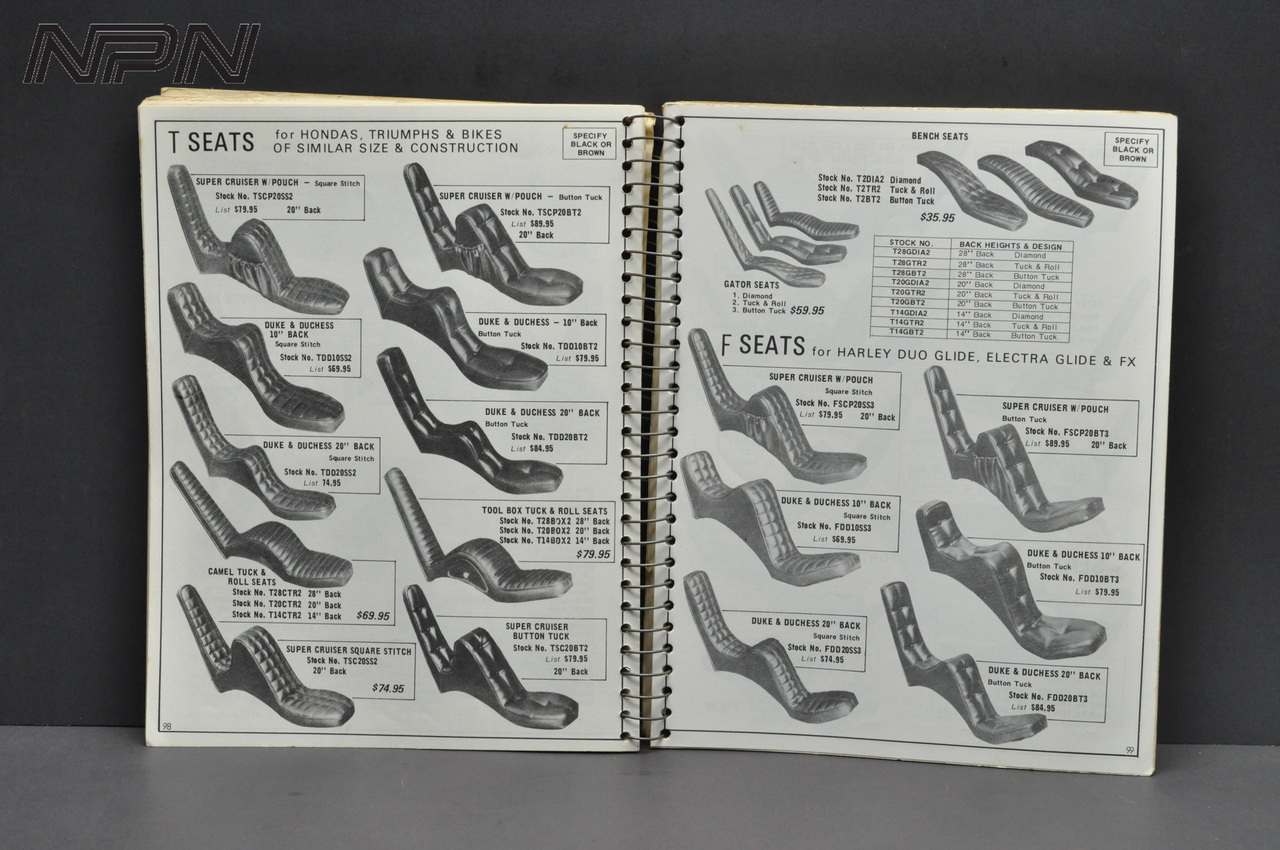 NPN
T SEATS
for HONDAS, TRIUMPHS & BIKES
OF SIMILAR SIZE & CONSTRUCTION
SPECIFY
BLACK OR
BROWN
SUPER CRUISER W/POUCH – Square Stitch
Stock No. TSCP20SS2
List $79.95 20" Back
SUPER CRUISER W/POUCH – Button Tuck
Stock No. TSCP20BT2
List $89.95
20" Back
DUKE & DUCHESS
10" BACK
Square Stitch
Stock No. TDD10SS2
List $69.95
DUKE & DUCHESS – 10" Back
Button Tuck
Stock No. TDD10BT2
List $79.95
DUKE & DUCHESS 20" BACK
Square Stitch
Stock No. TDD20SS2
List 74.95
DUKE & DUCHESS 20" BACK
Button Tuck
Stock No. TDD20BT2
List $84.95
TOOL BOX TUCK & ROLL SEATS
Stock No. T28BOX2 28" Back
Stock No. T20BOX2 20" Back
Stock No. T14BOX2 14" Back
$79.95
CAMEL TUCK &
ROLL SEATS
Stock No. T28CTR2 28" Back
Stock No. T20CTR2 20" Back
Stock No. T14CTR2 14" Back $69.95
SUPER CRUISER SQUARE STITCH
Stock No. TSC20SS2
20" Back
$74.95
SUPER CRUISER
BUTTON TUCK
Stock No. TSC20BT2
List $79.95
20" Back
98
BENCH SEATS
SPECIFY
BLACK OR
BROWN
Stock No. T2DIA2 Diamond
Stock No. T2TR2 Tuck & Roll
Stock No. T2BT2 Button Tuck
$35.95
GATOR SEATS
1. Diamond
2. Tuck & Roll
3. Button Tuck $59.95
STOCK NO. BACK HEIGHTS & DESIGN
T28GDIA2 28" Back Diamond
T28GTR2 28" Back Tuck & Roll
T28GBT2 28" Back Button Tuck
T20GDIA2 20" Back Diamond
T20GTR2 20" Back Tuck & Roll
T20GBT2 20" Back Button Tuck
T14GDIA2 14" Back Diamond
T14GTR2 14" Back Tuck & Roll
T14GBT2 14" Back Button Tuck
F SEATS for HARLEY DUO GLIDE, ELECTRA GLIDE & FX
SUPER CRUISER W/POUCH
Square Stitch
Stock No. FSCP20SS3
List $79.95 20" Back
SUPER CRUISER W/POUCH
Button Tuck
Stock No. FSCP20BT3
List $89.95 20" Back
DUKE & DUCHESS 10" BACK
Square Stitch
Stock No. FDD10SS3
List $69.95
DUKE & DUCHESS 10" BACK
Button Tuck
Stock No. FDD10BT3
List $79.95
DUKE & DUCHESS 20" BACK
Square Stitch
Stock No. FDD20SS3
List $74.95
DUKE & DUCHESS 20" BACK
Button Tuck
Stock No. FDD20BT3
List $84.95
99